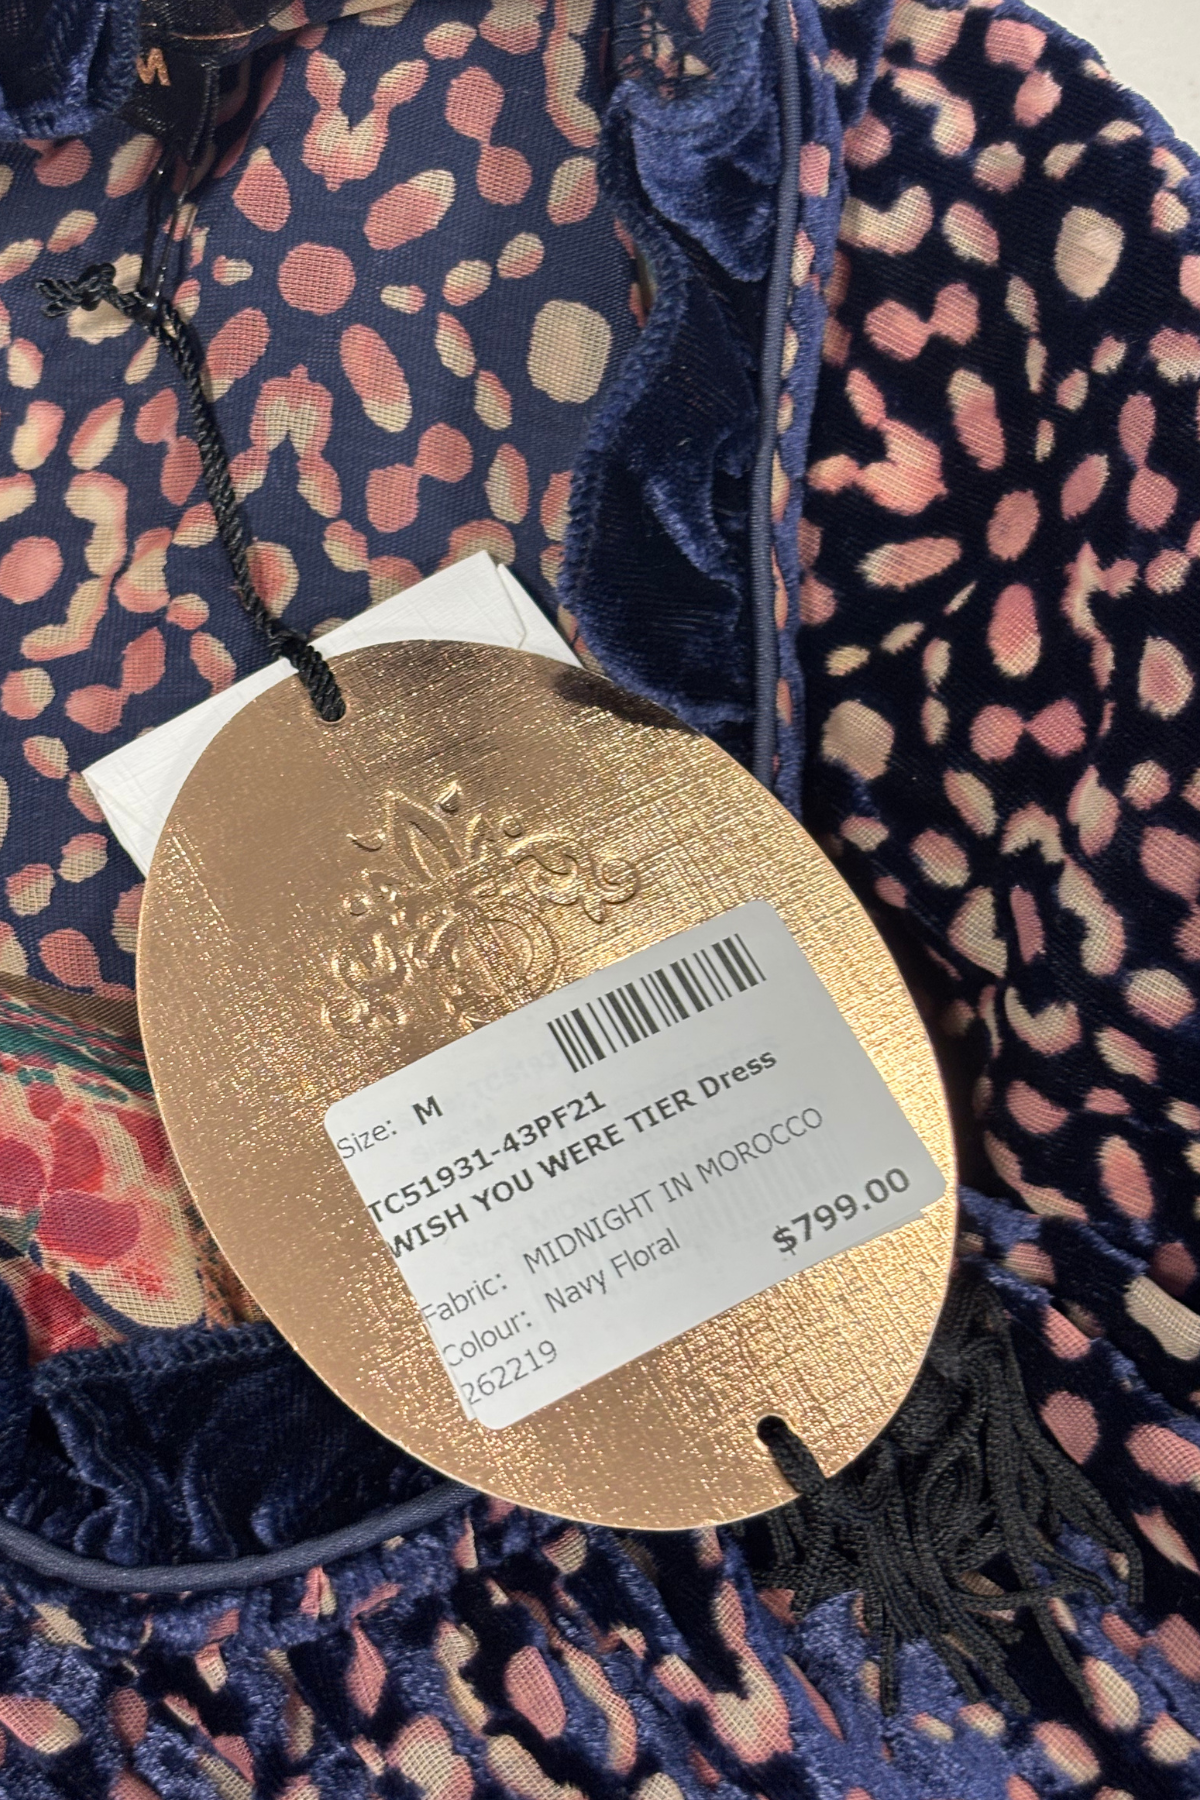 M
Size: M
TC51931-43PF21
WISH YOU WERE TIER Dress
Fabric: MIDNIGHT IN MOROCCO
Colour: Navy Floral
262219
$799.00